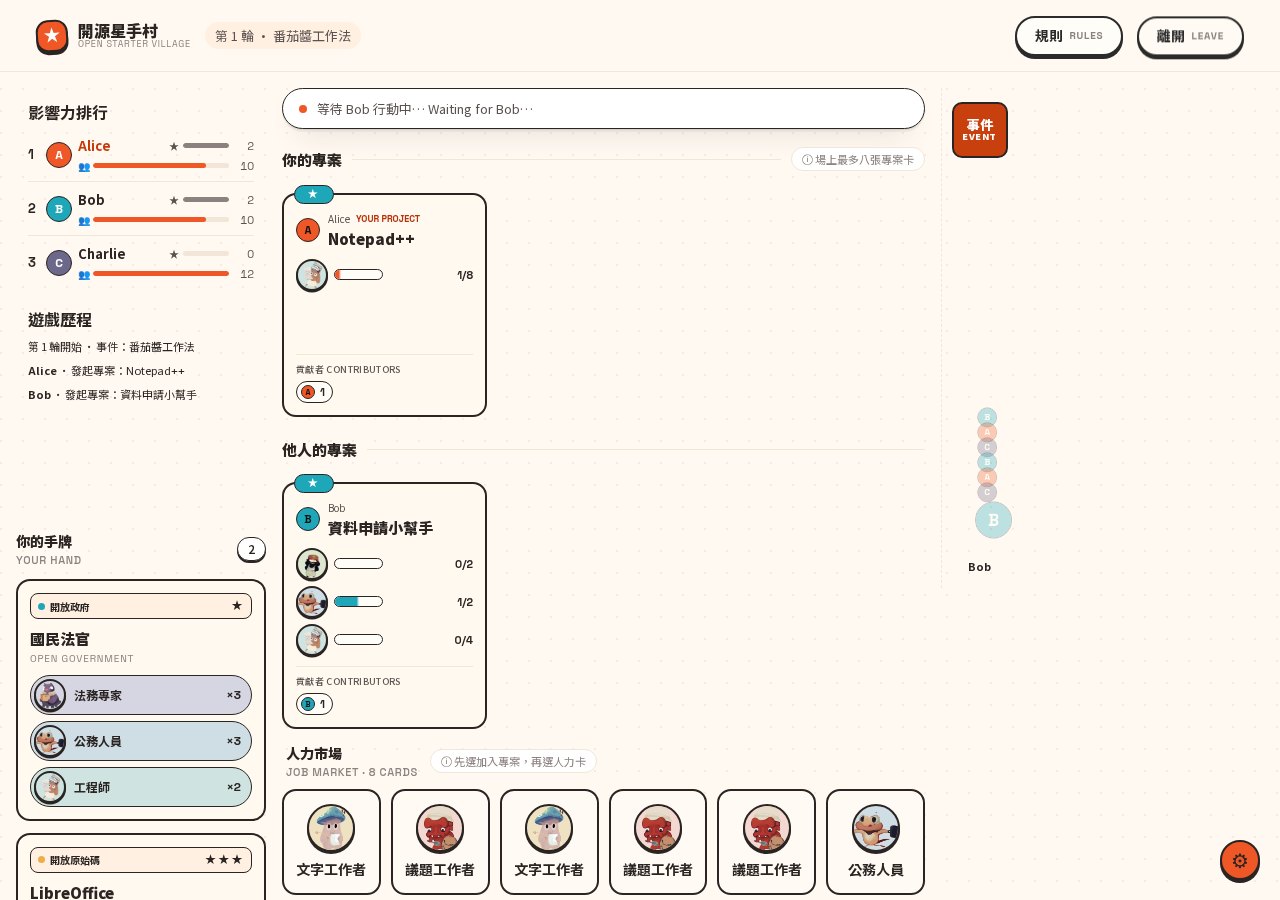 開源星手村
OPEN STARTER VILLAGE
第 1 輪 · 番茄醬工作法
規則 RULES
離開 LEAVE
影響力排行
1 A Alice ★ 2
10
2 B Bob ★ 2
10
3 C Charlie ★ 0
12
遊戲歷程
第 1 輪開始 · 事件：番茄醬工作法
Alice · 發起專案：Notepad++
Bob · 發起專案：資料申請小幫手
你的手牌
YOUR HAND
2
開放政府 ★
國民法官
OPEN GOVERNMENT
法務專家 ×3
公務人員 ×3
工程師 ×2
開放原始碼 ★★★
LibreOffice
等待 Bob 行動中⋯ Waiting for Bob⋯
你的專案
ⓘ 場上最多八張專案卡
★
A
Alice YOUR PROJECT
Notepad++
1/8
貢獻者 CONTRIBUTORS
A 1
他人的專案
★
B
Bob
資料申請小幫手
0/2
1/2
0/4
貢獻者 CONTRIBUTORS
B 1
人力市場
JOB MARKET · 8 CARDS
ⓘ 先選加入專案，再選人力卡
文字工作者
議題工作者
文字工作者
議題工作者
議題工作者
公務人員
事件
EVENT
B
A
C
B
A
C
B
Bob